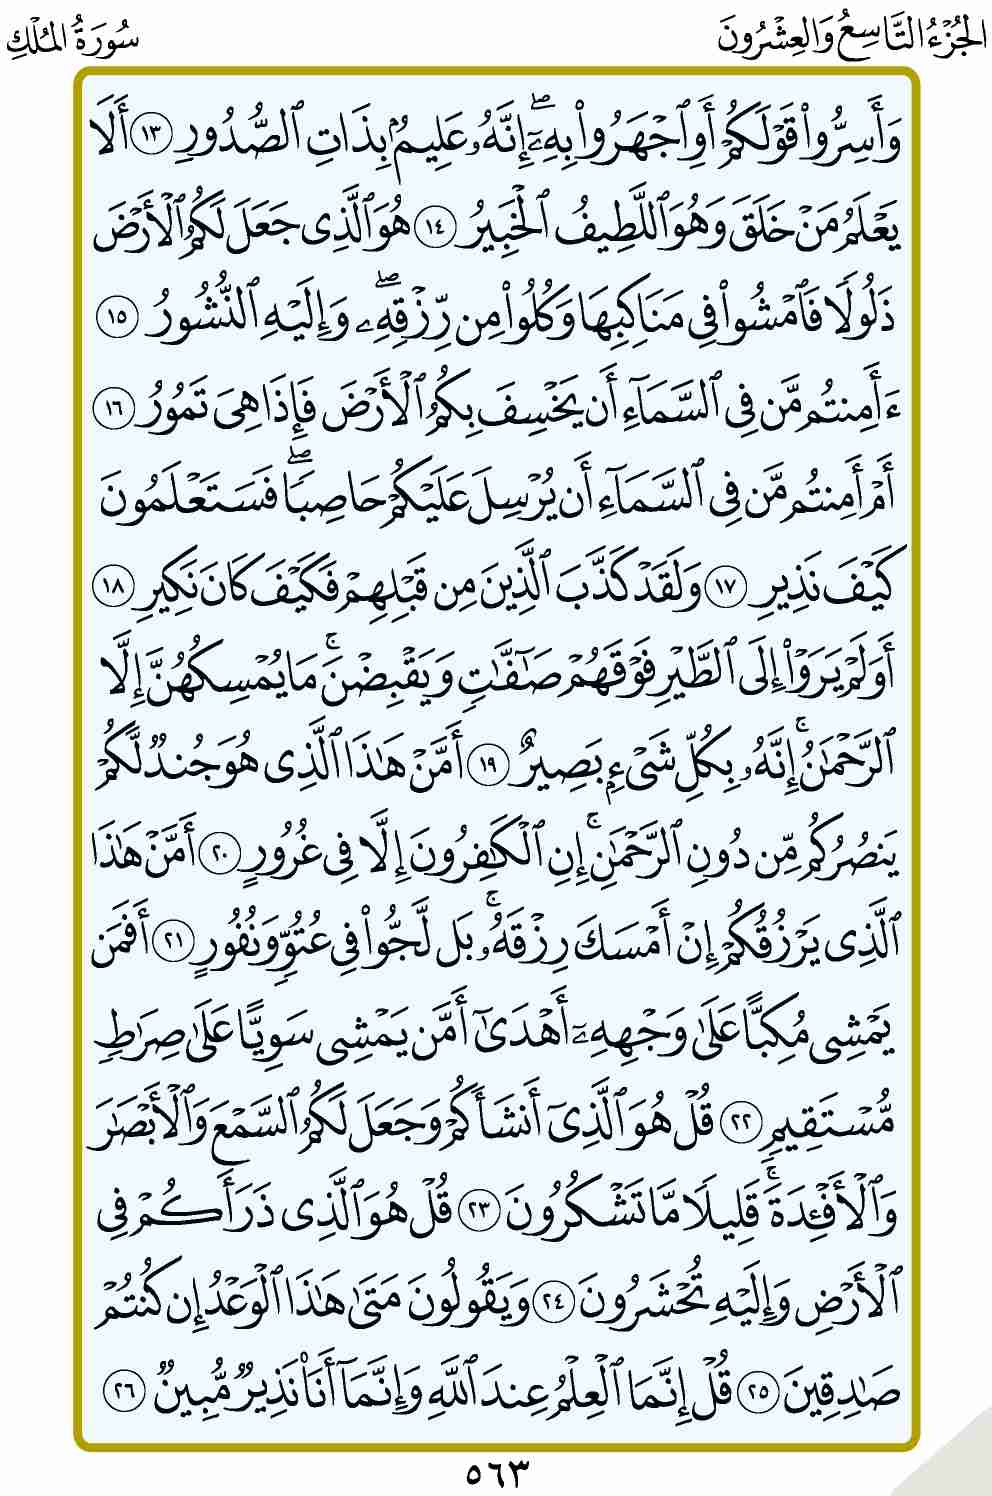 الجُزْءُ التَّاسِعُ وَالعِشْرُونَ
سُورَةُ المُلْكِ
وَأَسِرُّوا۟ قَوْلَكُمْ أَوِ ٱجْهَرُوا۟ بِهِۦٓ ۖ إِنَّهُۥ عَلِيمٌۢ بِذَاتِ ٱلصُّدُورِ ١٣ أَلَا
يَعْلَمُ مَنْ خَلَقَ وَهُوَ ٱللَّطِيفُ ٱلْخَبِيرُ ١٤ هُوَ ٱلَّذِى جَعَلَ لَكُمُ ٱلْأَرْضَ
ذَلُولًا فَٱمْشُوا۟ فِى مَنَاكِبِهَا وَكُلُوا۟ مِن رِّزْقِهِۦ ۖ وَإِلَيْهِ ٱلنُّشُورُ ١٥
ءَأَمِنتُم مَّن فِى ٱلسَّمَآءِ أَن يَخْسِفَ بِكُمُ ٱلْأَرْضَ فَإِذَا هِىَ تَمُورُ ١٦
أَمْ أَمِنتُم مَّن فِى ٱلسَّمَآءِ أَن يُرْسِلَ عَلَيْكُمْ حَاصِبًا ۖ فَسَتَعْلَمُونَ
كَيْفَ نَذِيرِ ١٧ وَلَقَدْ كَذَّبَ ٱلَّذِينَ مِن قَبْلِهِمْ فَكَيْفَ كَانَ نَكِيرِ ١٨
أَوَلَمْ يَرَوْا۟ إِلَى ٱلطَّيْرِ فَوْقَهُمْ صَٰٓفَّٰتٍ وَيَقْبِضْنَ ۚ مَا يُمْسِكُهُنَّ إِلَّا
ٱلرَّحْمَٰنُ ۚ إِنَّهُۥ بِكُلِّ شَىْءٍۭ بَصِيرٌ ١٩ أَمَّنْ هَٰذَا ٱلَّذِى هُوَ جُندٌ لَّكُمْ
يَنصُرُكُم مِّن دُونِ ٱلرَّحْمَٰنِ ۚ إِنِ ٱلْكَٰفِرُونَ إِلَّا فِى غُرُورٍ ٢٠ أَمَّنْ هَٰذَا
ٱلَّذِى يَرْزُقُكُمْ إِنْ أَمْسَكَ رِزْقَهُۥ ۚ بَل لَّجُّوا۟ فِى عُتُوٍّ وَنُفُورٍ ٢١ أَفَمَن
يَمْشِى مُكِبًّا عَلَىٰ وَجْهِهِۦٓ أَهْدَىٰٓ أَمَّن يَمْشِى سَوِيًّا عَلَىٰ صِرَٰطٍ
مُّسْتَقِيمٍ ٢٢ قُلْ هُوَ ٱلَّذِىٓ أَنشَأَكُمْ وَجَعَلَ لَكُمُ ٱلسَّمْعَ وَٱلْأَبْصَٰرَ
وَٱلْأَفْـِٔدَةَ ۖ قَلِيلًا مَّا تَشْكُرُونَ ٢٣ قُلْ هُوَ ٱلَّذِى ذَرَأَكُمْ فِى
ٱلْأَرْضِ وَإِلَيْهِ تُحْشَرُونَ ٢٤ وَيَقُولُونَ مَتَىٰ هَٰذَا ٱلْوَعْدُ إِن كُنتُمْ
صَٰدِقِينَ ٢٥ قُلْ إِنَّمَا ٱلْعِلْمُ عِندَ ٱللَّهِ وَإِنَّمَآ أَنَا۠ نَذِيرٌ مُّبِينٌ ٢٦
٥٦٣